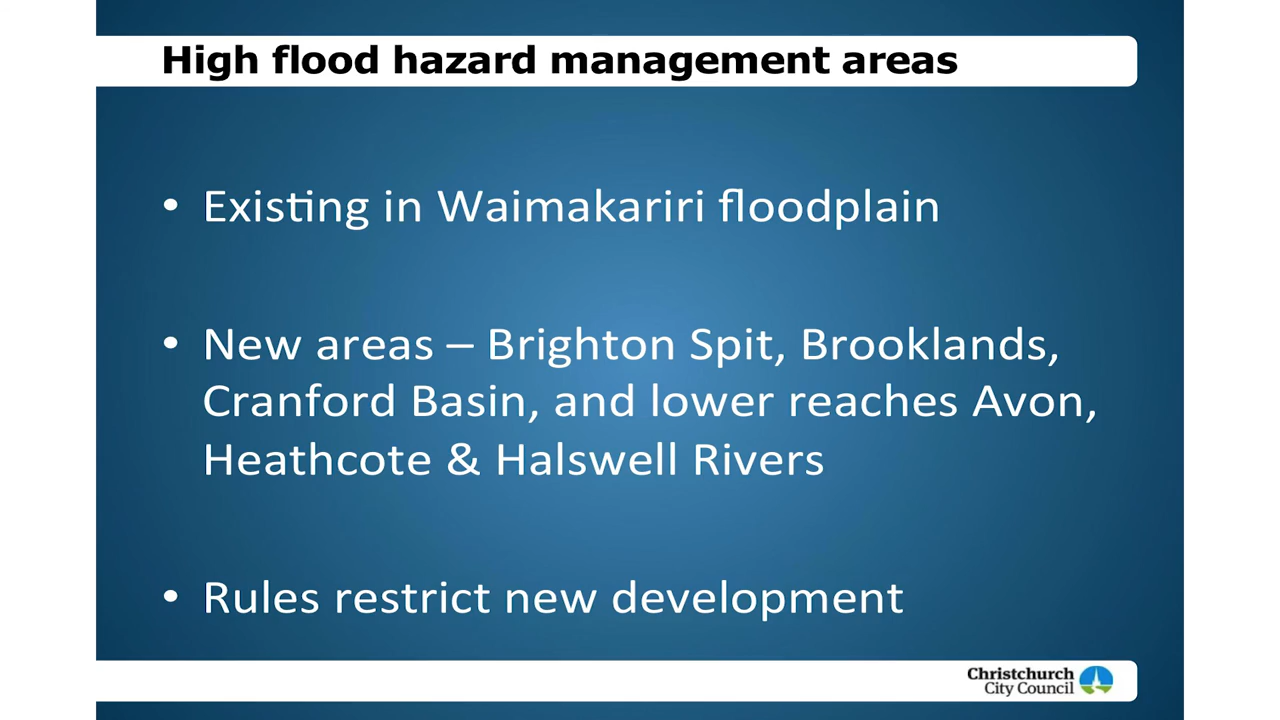 High flood hazard management areas
• Existing in Waimakariri floodplain
• New areas – Brighton Spit, Brooklands,
Cranford Basin, and lower reaches Avon,
Heathcote & Halswell Rivers
• Rules restrict new development
Christchurch
City Council